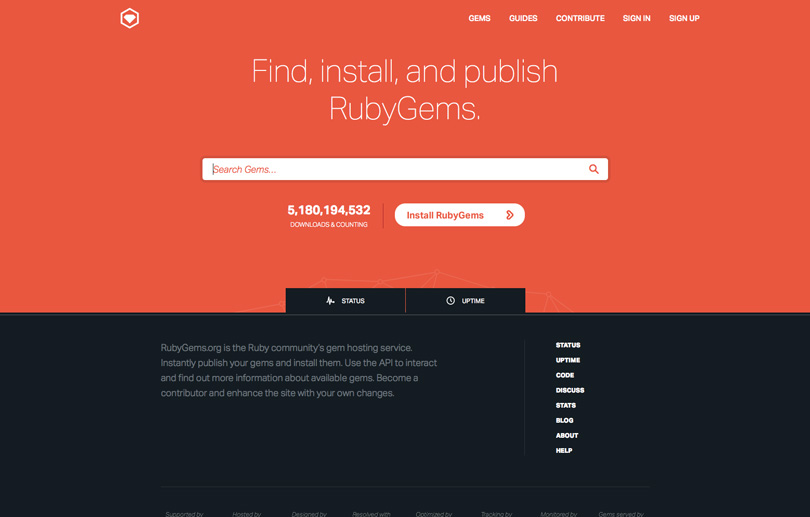 GEMS GUIDES CONTRIBUTE SIGN IN SIGN UP
Find, install, and publish
RubyGems.
Search Gems...
5,180,194,532
DOWNLOADS & COUNTING
Install RubyGems
STATUS UPTIME
RubyGems.org is the Ruby community's gem hosting service.
Instantly publish your gems and install them. Use the API to interact
and find out more information about available gems. Become a
contributor and enhance the site with your own changes.
STATUS
UPTIME
CODE
DISCUSS
STATS
BLOG
ABOUT
HELP
Supported by Hosted by Designed by Resolved with Optimized by Tracking by Monitored by Gems served by